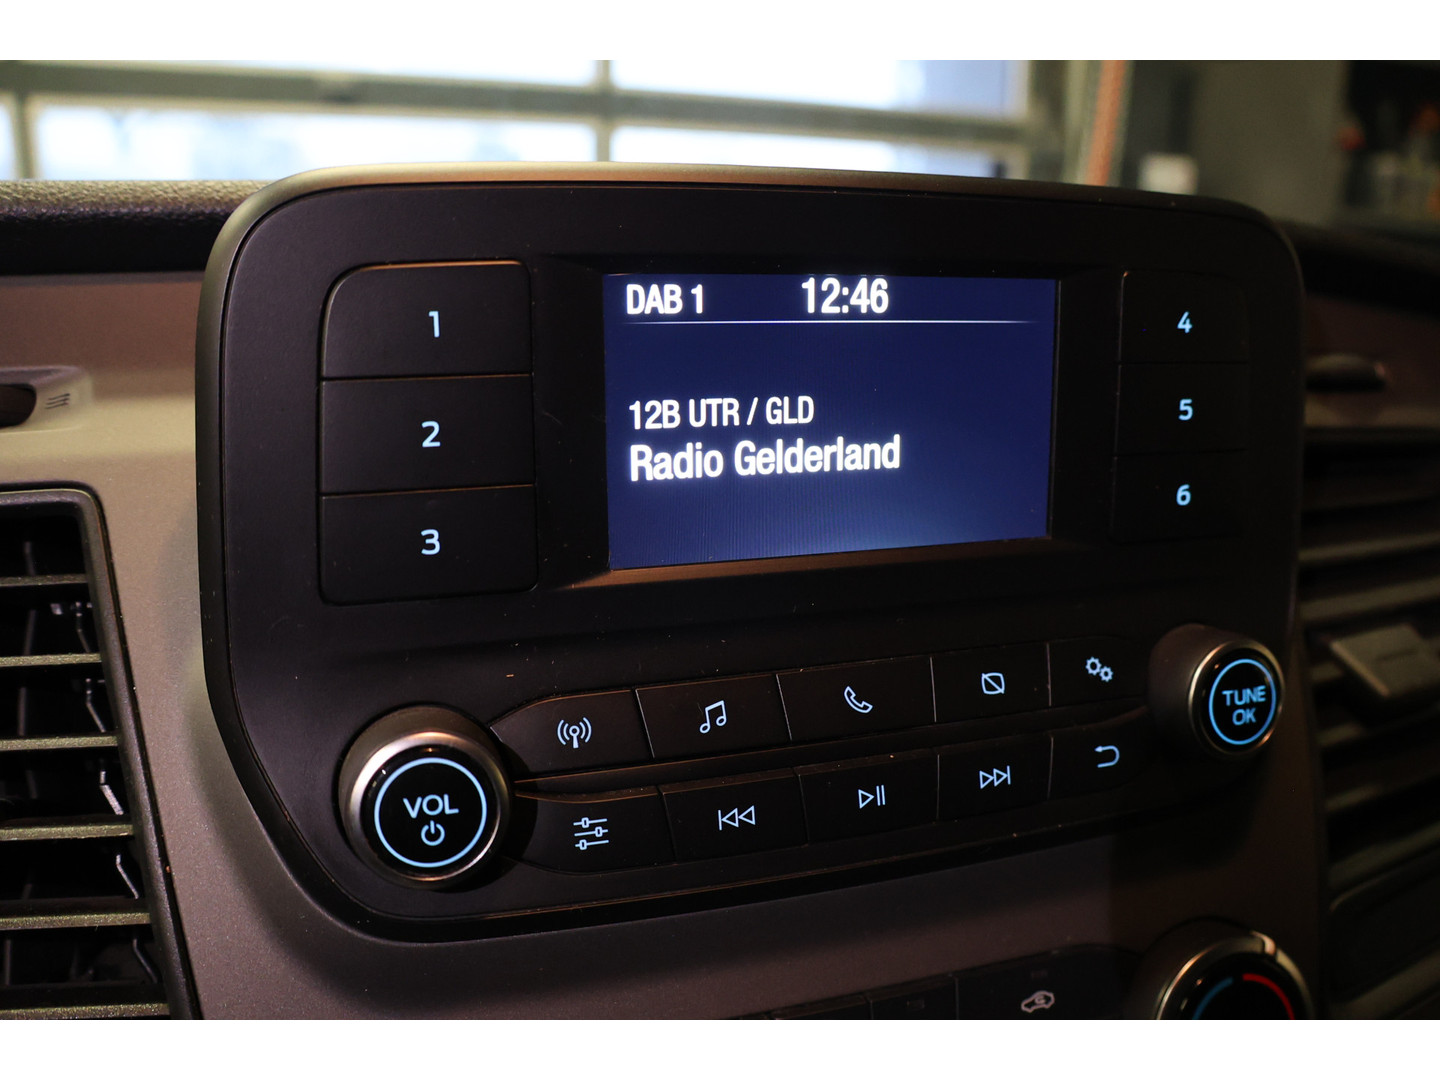 DAB 1 12:46
12B UTR / GLD
Radio Gelderland
1
2
3
4
5
6
VOL
TUNE
OK